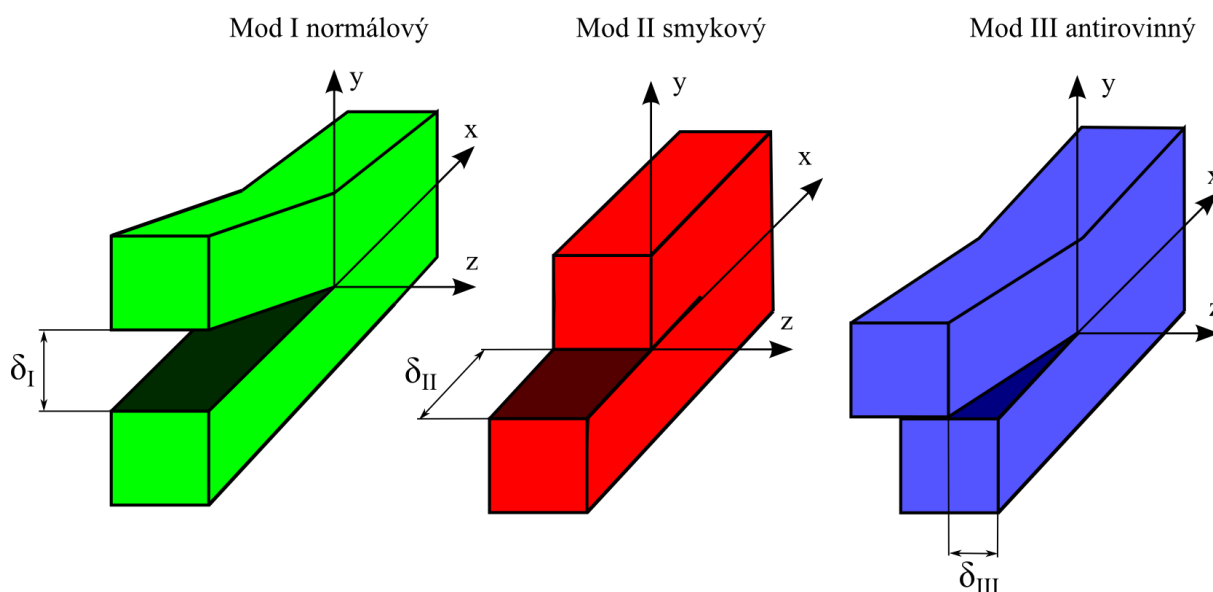 Mod I normálový
Mod II smykový
Mod III antirovinný
y
x
z
δI
y
x
z
δII
y
x
z
δIII